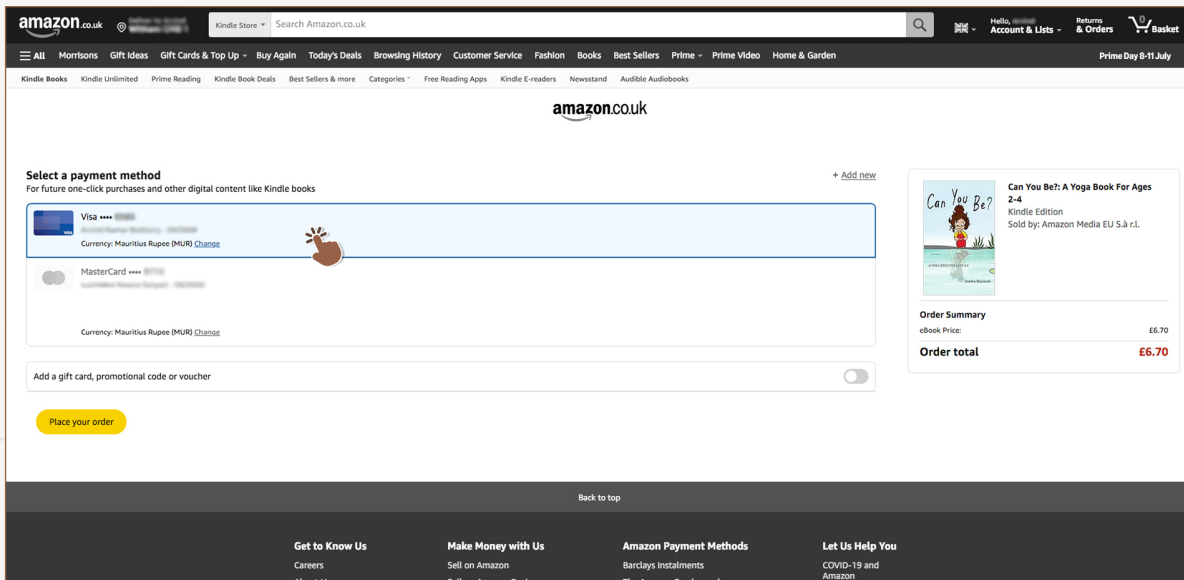 amazon.co.uk
Kindle Store
Search Amazon.co.uk
Hello,
Account & Lists
Returns
& Orders
0
Basket
All Morrisons Gift Ideas Gift Cards & Top Up Buy Again Today's Deals Browsing History Customer Service Fashion Books Best Sellers Prime Prime Video Home & Garden
Prime Day 8-11 July
Kindle Books Kindle Unlimited Prime Reading Kindle Book Deals Best Sellers & more Categories Free Reading Apps Kindle E-readers Newsstand Audible Audiobooks
amazon.co.uk
Select a payment method
+ Add new
For future one-click purchases and other digital content like Kindle books
VISA
Visa ••••
Currency: Mauritius Rupee (MUR) Change
MasterCard ••••
Currency: Mauritius Rupee (MUR) Change
Add a gift card, promotional code or voucher
Place your order
Can You Be?
A YOGA BOOK FOR AGES 2-4
Can You Be?: A Yoga Book For Ages
2-4
Kindle Edition
Sold by: Amazon Media EU S.à r.l.
Order Summary
eBook Price: £6.70
Order total £6.70
Back to top
Get to Know Us
Careers
Make Money with Us
Sell on Amazon
Amazon Payment Methods
Barclays Instalments
Let Us Help You
COVID-19 and
Amazon